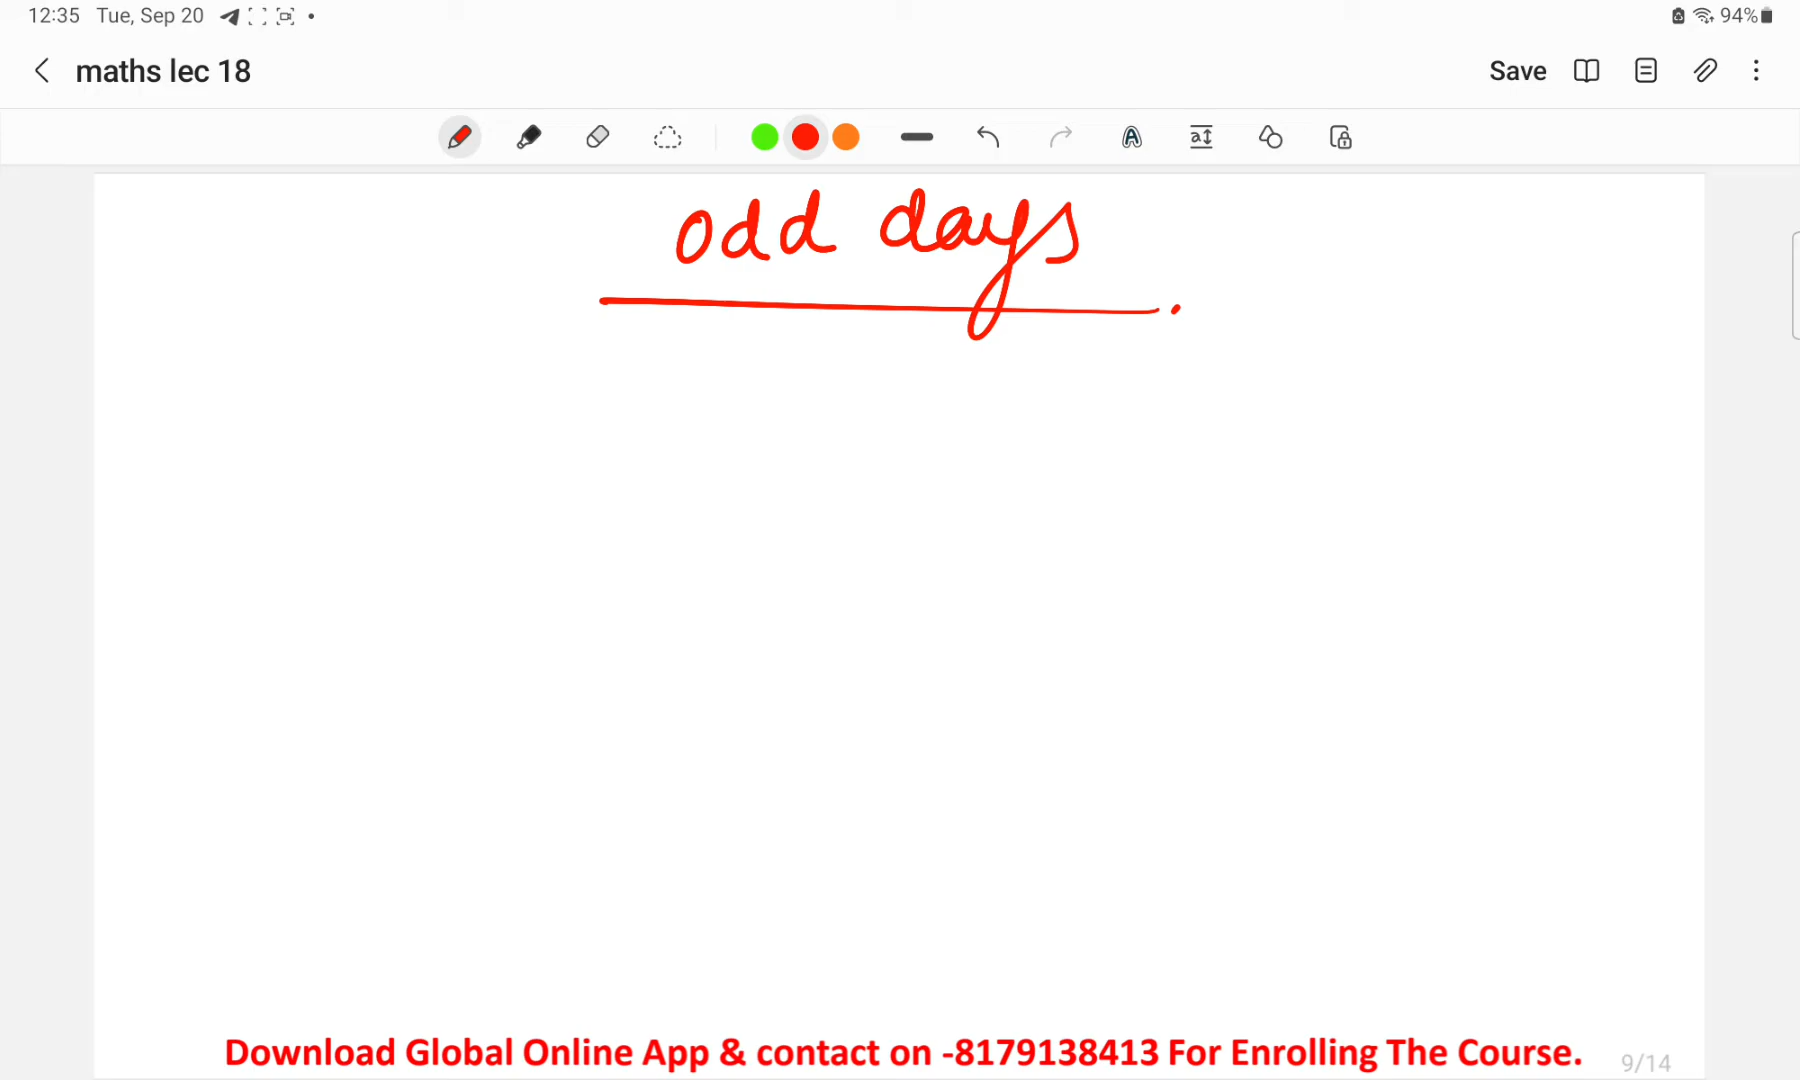 12:35 Tue, Sep 20 94%
maths lec 18 Save
odd days
Download Global Online App & contact on -8179138413 For Enrolling The Course.
9/14